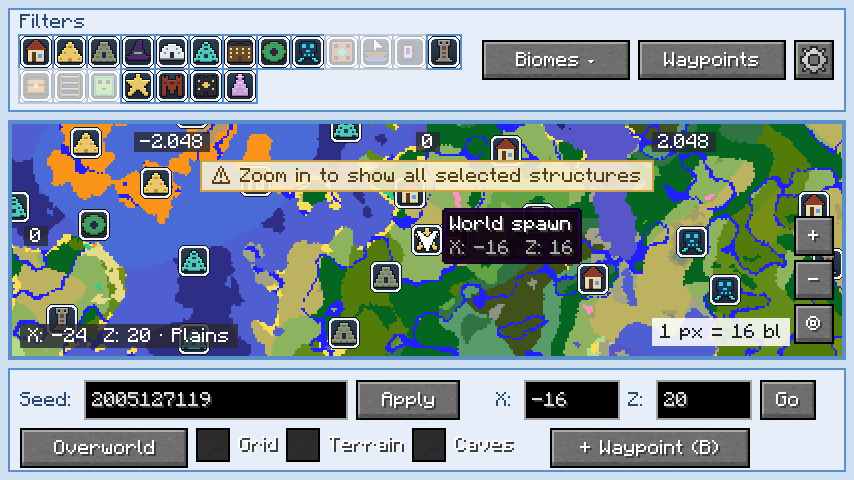 Filters
Biomes
Waypoints
-2.048
0
2.048
Zoom in to show all selected structures
World spawn
X: -16 Z: 16
0
+
-
X: -24 Z: 20 · Plains
1 px = 16 bl
Seed: 2005127119 Apply X: -16 Z: 20 Go
Overworld Grid Terrain Caves + Waypoint (B)